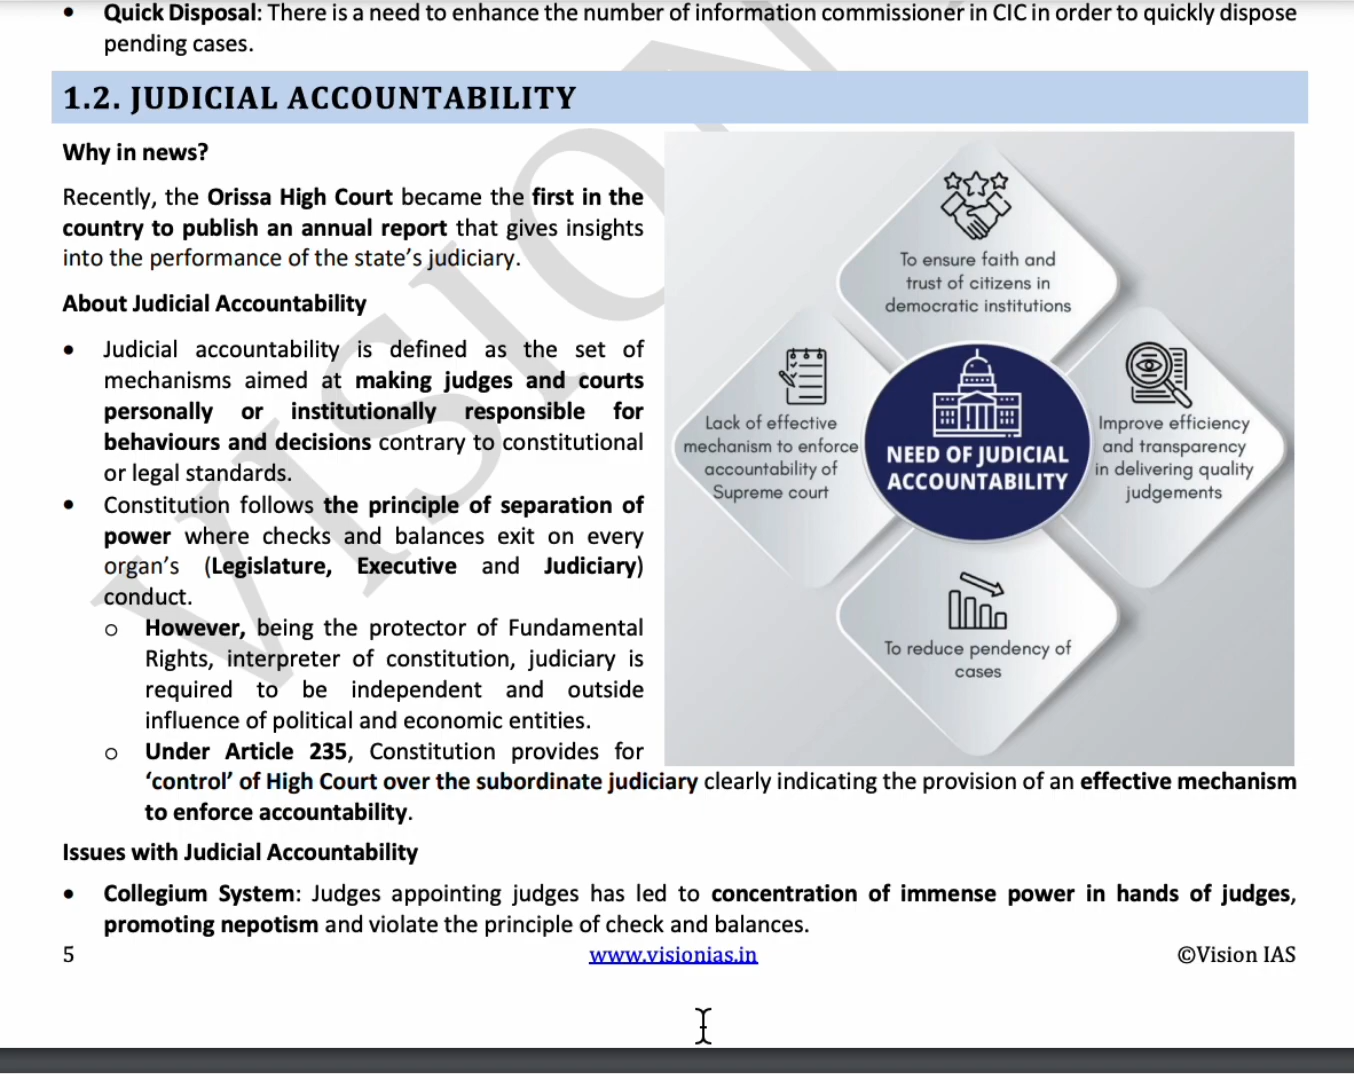 • Quick Disposal: There is a need to enhance the number of information commissioner in CIC in order to quickly dispose
pending cases.
1.2. JUDICIAL ACCOUNTABILITY
Why in news?
Recently, the Orissa High Court became the first in the
country to publish an annual report that gives insights
into the performance of the state’s judiciary.
About Judicial Accountability
• Judicial accountability is defined as the set of
mechanisms aimed at making judges and courts
personally or institutionally responsible for
behaviours and decisions contrary to constitutional
or legal standards.
• Constitution follows the principle of separation of
power where checks and balances exit on every
organ’s (Legislature, Executive and Judiciary)
conduct.
o However, being the protector of Fundamental
Rights, interpreter of constitution, judiciary is
required to be independent and outside
influence of political and economic entities.
o Under Article 235, Constitution provides for
‘control’ of High Court over the subordinate judiciary clearly indicating the provision of an effective mechanism
to enforce accountability.
To ensure faith and
trust of citizens in
democratic institutions
Lack of effective
mechanism to enforce
accountability of
Supreme court
NEED OF JUDICIAL
ACCOUNTABILITY
Improve efficiency
and transparency
in delivering quality
judgements
To reduce pendency of
cases
Issues with Judicial Accountability
• Collegium System: Judges appointing judges has led to concentration of immense power in hands of judges,
promoting nepotism and violate the principle of check and balances.
5
www.visionias.in
©Vision IAS
VISION